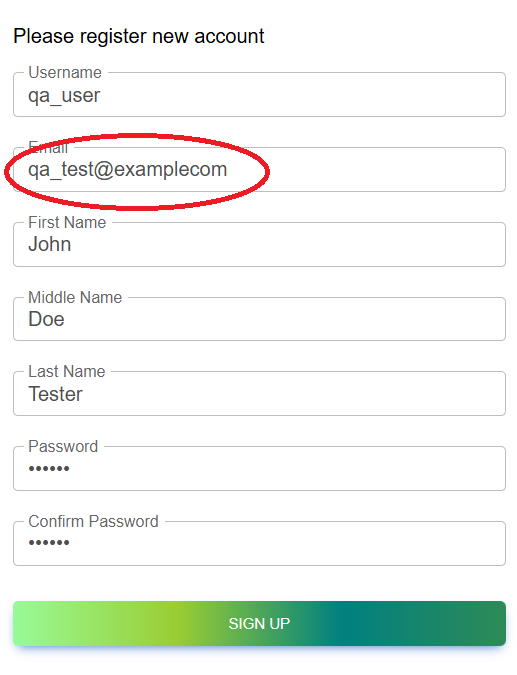 Please register new account
Username
qa_user
Email
qa_test@examplecom
First Name
John
Middle Name
Doe
Last Name
Tester
Password
••••••
Confirm Password
••••••
SIGN UP